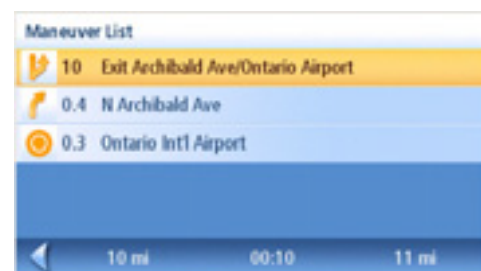 Maneuver List
10 Exit Archibald Ave/Ontario Airport
0.4 N Archibald Ave
0.3 Ontario Int'l Airport
10 mi 00:10 11 mi